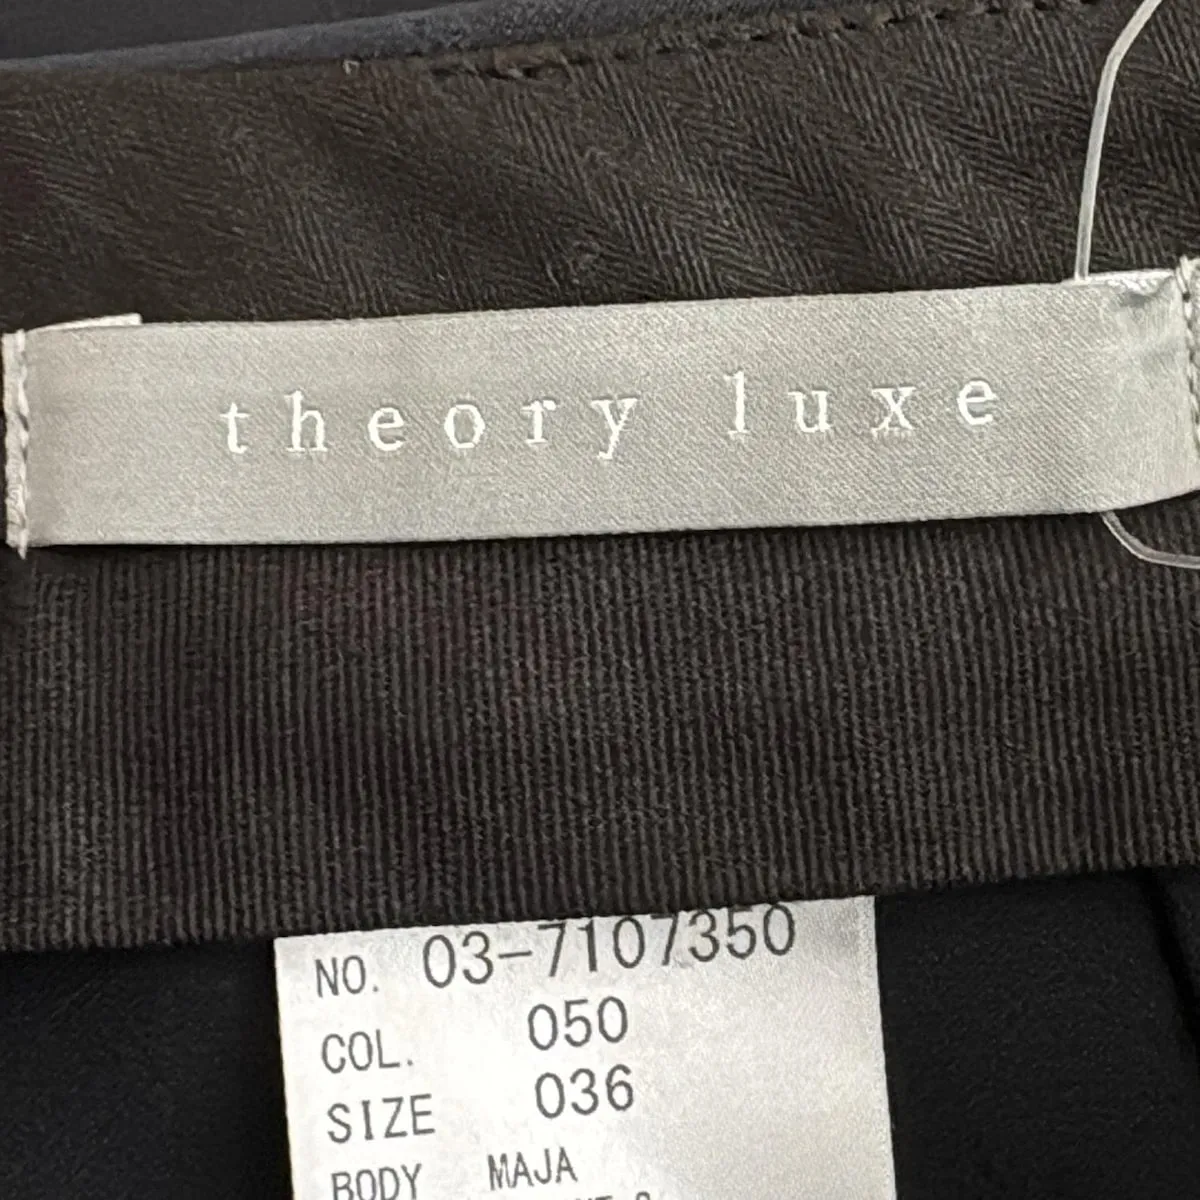 theory luxe
NO. 03-7107350
COL. 050
SIZE 036
BODY MAJA